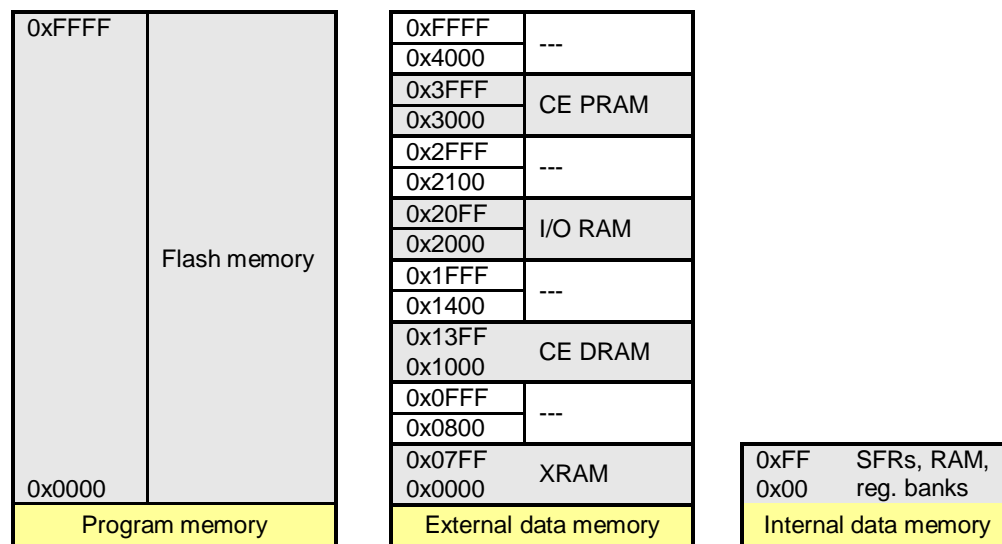 0xFFFF
Flash memory
0x0000
Program memory
0xFFFF
---
0x4000
0x3FFF
CE PRAM
0x3000
0x2FFF
---
0x2100
0x20FF
I/O RAM
0x2000
0x1FFF
---
0x1400
0x13FF
CE DRAM
0x1000
0x0FFF
---
0x0800
0x07FF
XRAM
0x0000
External data memory
0xFF SFRs, RAM,
0x00 reg. banks
Internal data memory